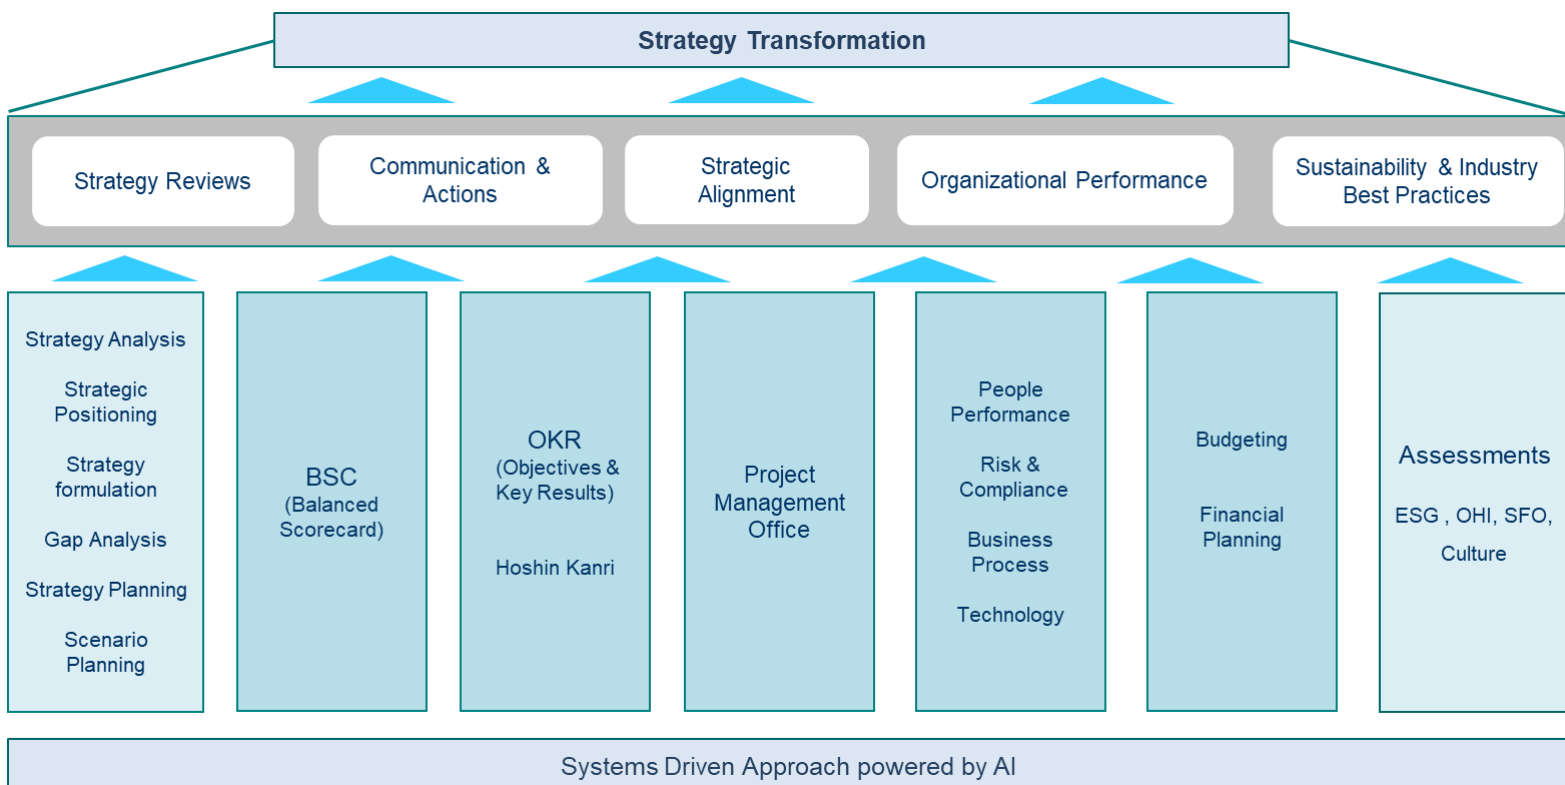 Strategy Transformation
Strategy Reviews
Communication &
Actions
Strategic
Alignment
Organizational Performance
Sustainability & Industry
Best Practices
Strategy Analysis
Strategic
Positioning
Strategy
formulation
Gap Analysis
Strategy Planning
Scenario
Planning
BSC
(Balanced
Scorecard)
OKR
(Objectives &
Key Results)
Hoshin Kanri
Project
Management
Office
People
Performance
Risk &
Compliance
Business
Process
Technology
Budgeting
Financial
Planning
Assessments
ESG , OHI, SFO,
Culture
Systems Driven Approach powered by AI